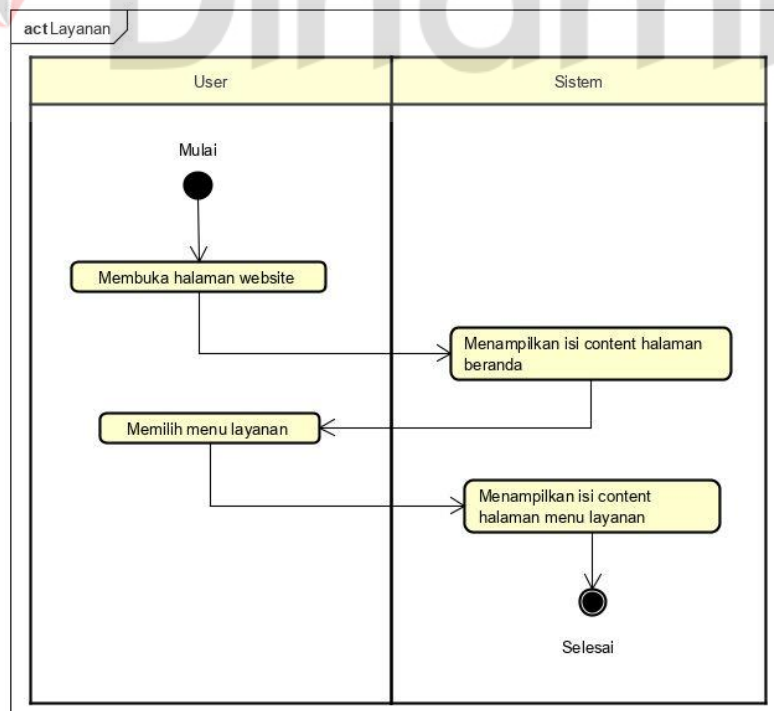 Dinami
act Layanan
User
Sistem
Mulai
Membuka halaman website
Menampilkan isi content halaman
beranda
Memilih menu layanan
Menampilkan isi content
halaman menu layanan
Selesai